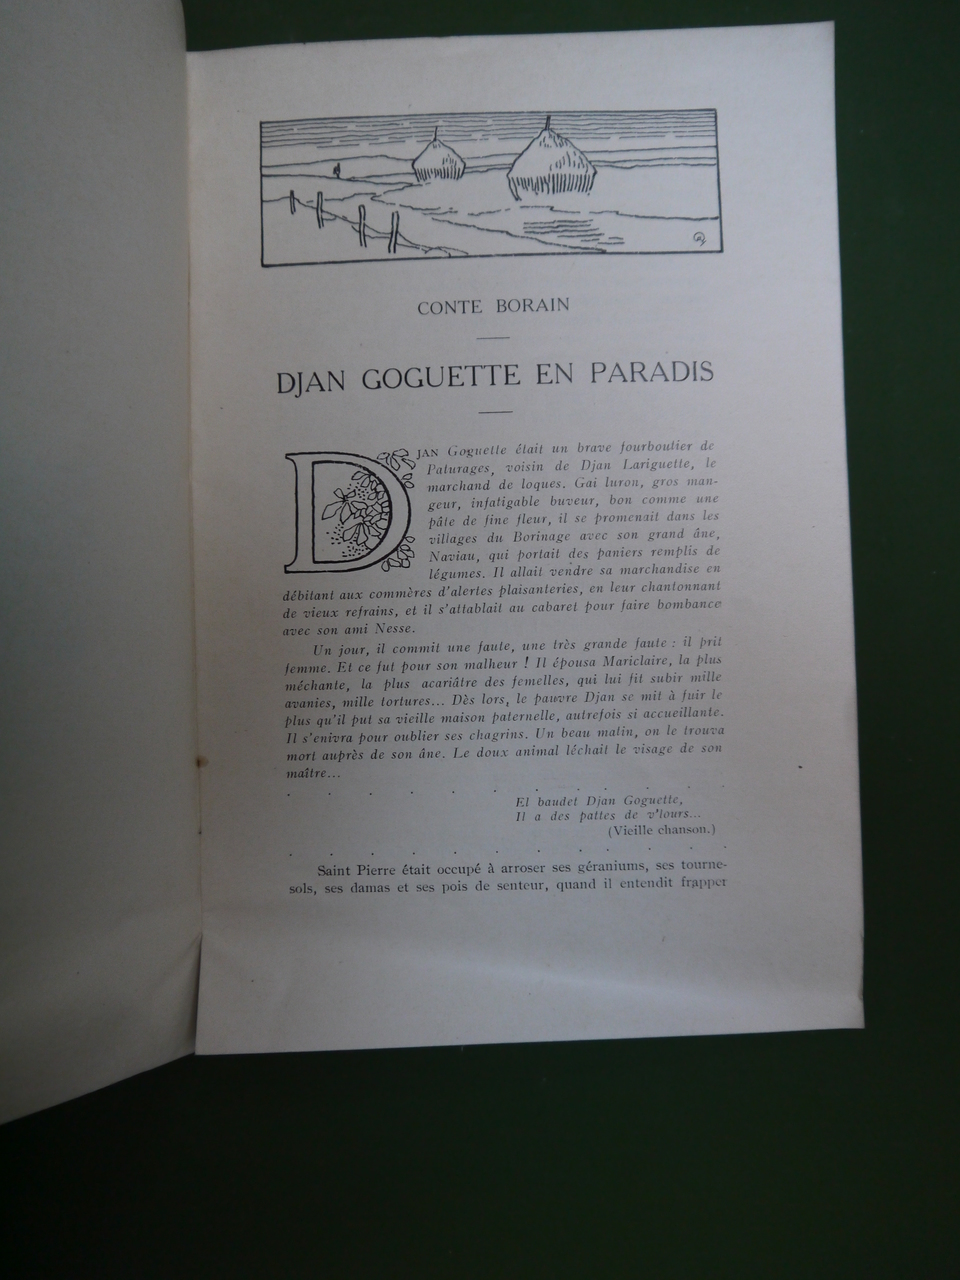 CONTE BORAIN
DJAN GOGUETTE EN PARADIS
DJAN Goguette était un brave fourboutier de
Paturages, voisin de Djan Lariguette, le
marchand de loques. Gai luron, gros man-
geur, infatigable buveur, bon comme une
pâte de fine fleur, il se promenait dans les
villages du Borinage avec son grand âne,
Naviau, qui portait des paniers remplis de
légumes. Il allait vendre sa marchandise en
débitant aux commères d'alertes plaisanteries, en leur chantonnant
de vieux refrains, et il s'attablait au cabaret pour faire bombance
avec son ami Nesse.
Un jour, il commit une faute, une très grande faute : il prit
femme. Et ce fut pour son malheur ! Il épousa Mariclaire, la plus
méchante, la plus acariâtre des femelles, qui lui fit subir mille
avanies, mille tortures... Dès lors, le pauvre Djan se mit à fuir le
plus qu'il put sa vieille maison paternelle, autrefois si accueillante.
Il s'enivra pour oublier ses chagrins. Un beau matin, on le trouva
mort auprès de son âne. Le doux animal léchait le visage de son
maître...
. . . . . . . . .
El baudet Djan Goguette,
Il a des pattes de v'lours...
(Vieille chanson.)
. . . . . . . . . . .
Saint Pierre était occupé à arroser ses géraniums, ses tourne-
sols, ses damas et ses pois de senteur, quand il entendit frapper